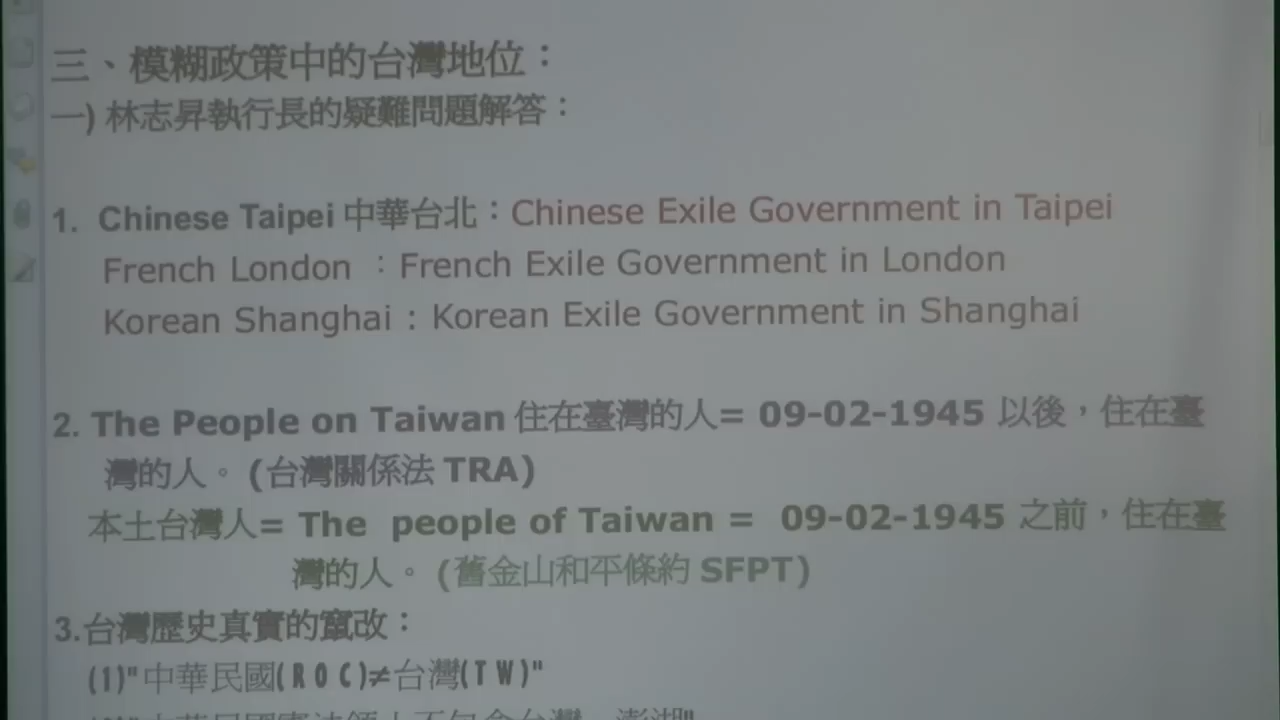 三、模糊政策中的台灣地位：
一) 林志昇執行長的疑難問題解答：
1. Chinese Taipei 中華台北：Chinese Exile Government in Taipei
French London ：French Exile Government in London
Korean Shanghai : Korean Exile Government in Shanghai
2. The People on Taiwan 住在臺灣的人= 09-02-1945 以後，住在臺
灣的人。(台灣關係法 TRA)
本土台灣人= The people of Taiwan = 09-02-1945 之前，住在臺
灣的人。(舊金山和平條約 SFPT)
3.台灣歷史真實的竄改：
(1)"中華民國(ROC)≠台灣(TW)"